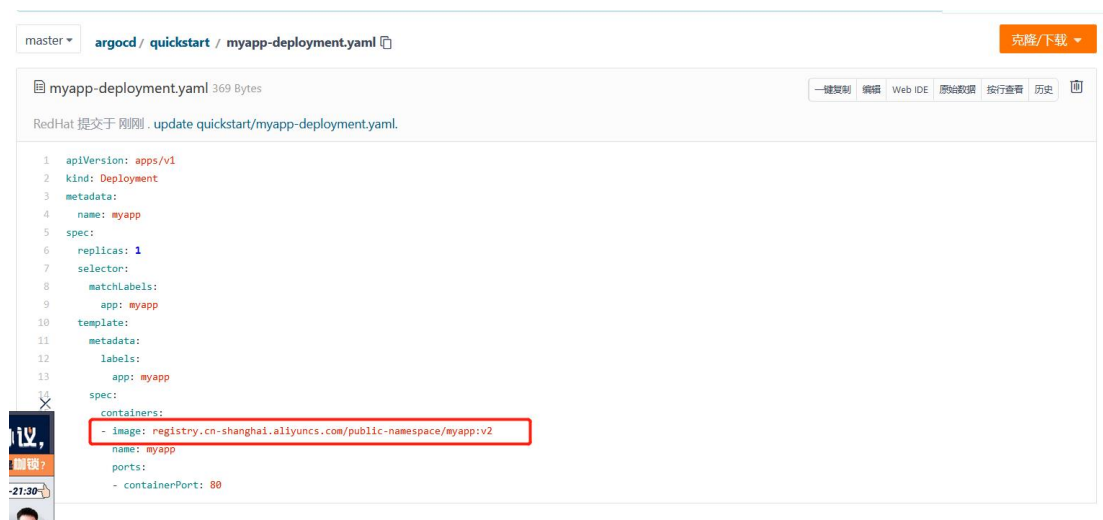 master
argocd / quickstart / myapp-deployment.yaml
克隆/下载
myapp-deployment.yaml 369 Bytes
一键复制 编辑 Web IDE 原始数据 按行查看 历史
RedHat 提交于 刚刚 . update quickstart/myapp-deployment.yaml.
1 apiVersion: apps/v1
2 kind: Deployment
3 metadata:
4 name: myapp
5 spec:
6 replicas: 1
7 selector:
8 matchLabels:
9 app: myapp
10 template:
11 metadata:
12 labels:
13 app: myapp
14 spec:
containers:
- image: registry.cn-shanghai.aliyuncs.com/public-namespace/myapp:v2
name: myapp
ports:
- containerPort: 80
议,
-21:30